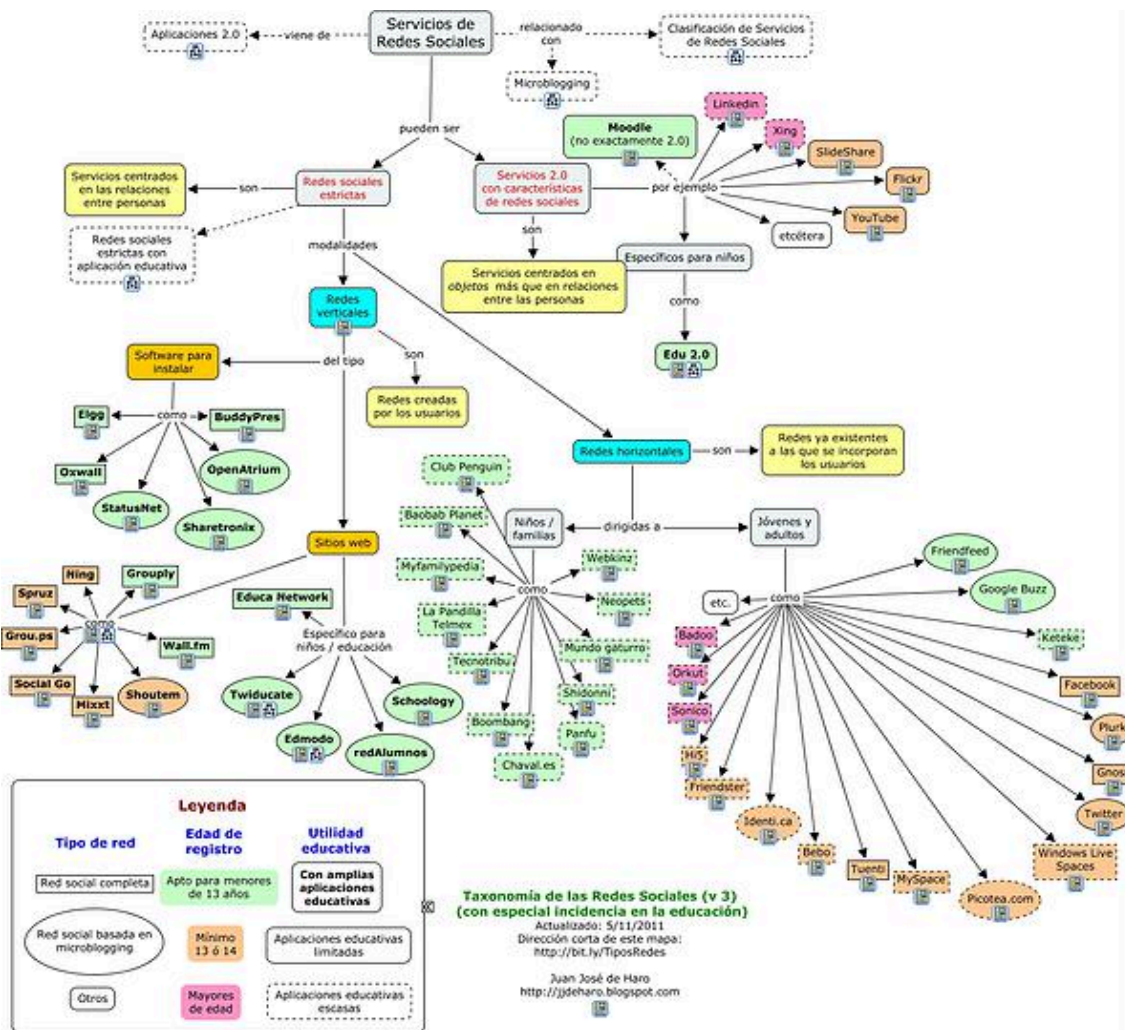 Servicios de
Redes Sociales
Aplicaciones 2.0
viene de
relacionado
con
Clasificación de Servicios
de Redes Sociales
Microblogging
pueden ser
Moodle
(no exactamente 2.0)
Linkedin
Xing
SlideShare
Flickr
YouTube
etcétera
por ejemplo
Servicios centrados
en las relaciones
entre personas
son
Redes sociales
estrictas
Servicios 2.0
con características
de redes sociales
Redes sociales
estrictas con
aplicación educativa
modalidades
son
Servicios centrados en
objetos más que en relaciones
entre las personas
Específicos para niños
como
Edu 2.0
Redes
verticales
son
Redes creadas
por los usuarios
del tipo
Software para
instalar
como
Elgg
BuddyPres
Oxwall
OpenAtrium
StatusNet
Sharetronix
Redes horizontales
son
Redes ya existentes
a las que se incorporan
los usuarios
dirigidas a
Niños /
familias
Jóvenes y
adultos
Sitios web
como
Ning
Grouply
Spruz
Grou.ps
Wall.fm
Social Go
Mixxt
Shoutem
Educa Network
Específico para
niños / educación
Twiducate
Schoology
Edmodo
redAlumnos
como
Club Penguin
Baobab Planet
Myfamilypedia
La Pandilla
Telmex
Tecnotribu
Boombang
Chaval.es
Webkinz
Neopets
Mundo gaturro
Shidonni
Panfu
como
etc.
Friendfeed
Google Buzz
Keteke
Badoo
Orkut
Sonico
Facebook
Plurk
Hi5
Friendster
Gnoss
Identi.ca
Twitter
Bebo
Tuenti
MySpace
Windows Live
Spaces
Picotea.com
Leyenda
Tipo de red
Edad de
registro
Utilidad
educativa
Red social completa
Apto para menores
de 13 años
Con amplias
aplicaciones
educativas
Red social basada en
microblogging
Mínimo
13 ó 14
Aplicaciones educativas
limitadas
Otros
Mayores
de edad
Aplicaciones educativas
escasas
Taxonomía de las Redes Sociales (v 3)
(con especial incidencia en la educación)
Actualizado: 5/11/2011
Dirección corta de este mapa:
http://bit.ly/TiposRedes
Juan José de Haro
http://jjdeharo.blogspot.com